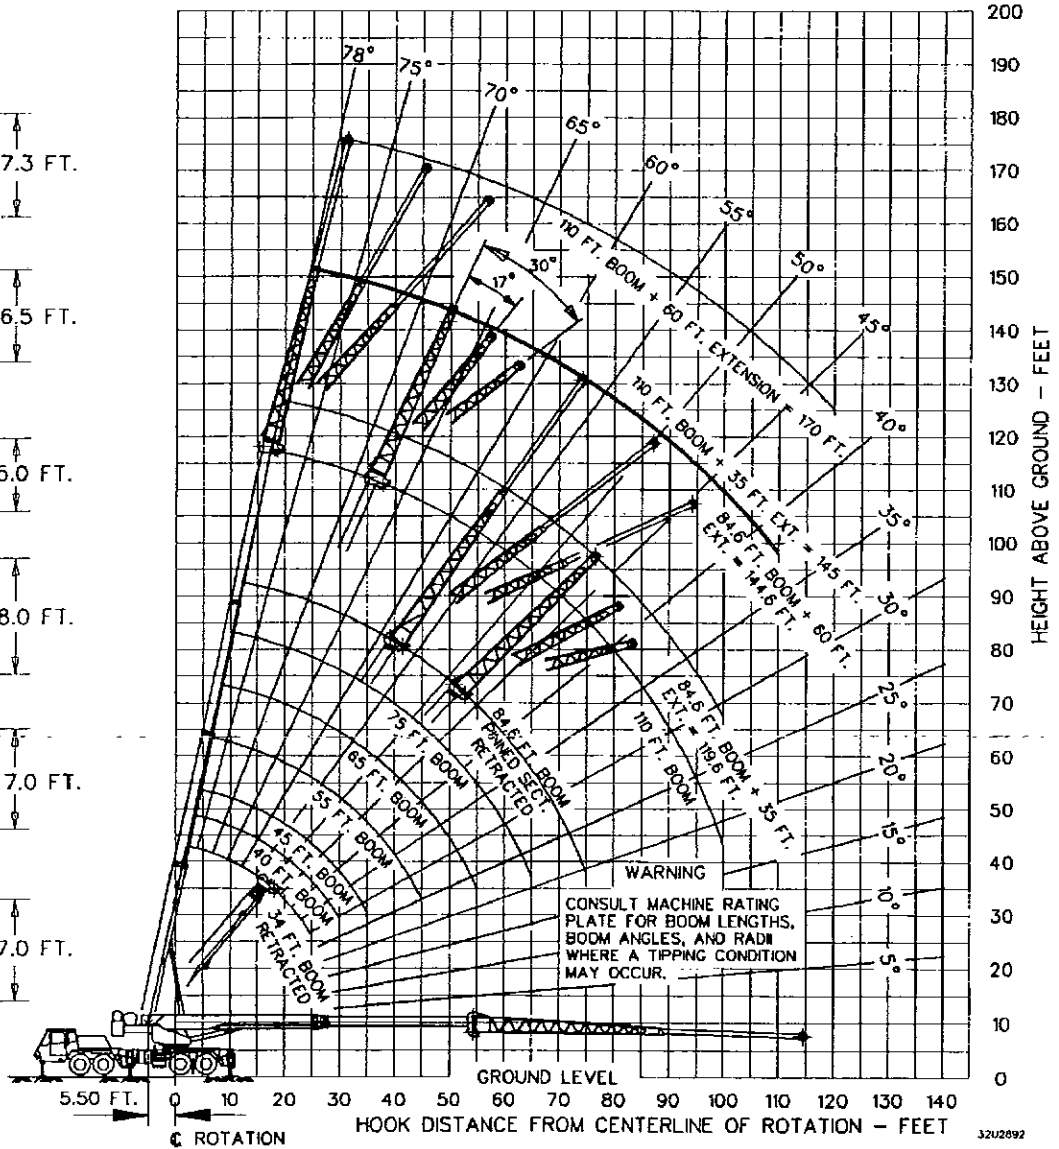 200
190
180
170
160
150
140
130
120
110
100
90
80
70
60
50
40
30
20
10
0
HEIGHT ABOVE GROUND - FEET
78°
75°
70°
65°
60°
55°
50°
45°
40°
35°
30°
25°
20°
15°
10°
5°
7.3 FT.
6.5 FT.
6.0 FT.
8.0 FT.
7.0 FT.
7.0 FT.
30°
17°
110 FT. BOOM + 60 FT. EXTENSION = 170 FT.
110 FT. BOOM + 35 FT. EXT. = 145 FT.
84.6 FT. BOOM + 60 FT.
EXT. = 144.6 FT.
84.6 FT. BOOM + 35 FT.
EXT. = 119.6 FT.
110 FT. BOOM
84.6 FT. BOOM
PINNED SECT.
RETRACTED
75 FT. BOOM
65 FT. BOOM
55 FT. BOOM
45 FT. BOOM
40 FT. BOOM
34 FT. BOOM
RETRACTED
WARNING
CONSULT MACHINE RATING
PLATE FOR BOOM LENGTHS,
BOOM ANGLES, AND RADII
WHERE A TIPPING CONDITION
MAY OCCUR.
GROUND LEVEL
5.50 FT.
0 10 20 30 40 50 60 70 80 90 100 110 120 130 140
HOOK DISTANCE FROM CENTERLINE OF ROTATION - FEET
℄ ROTATION
32U2892